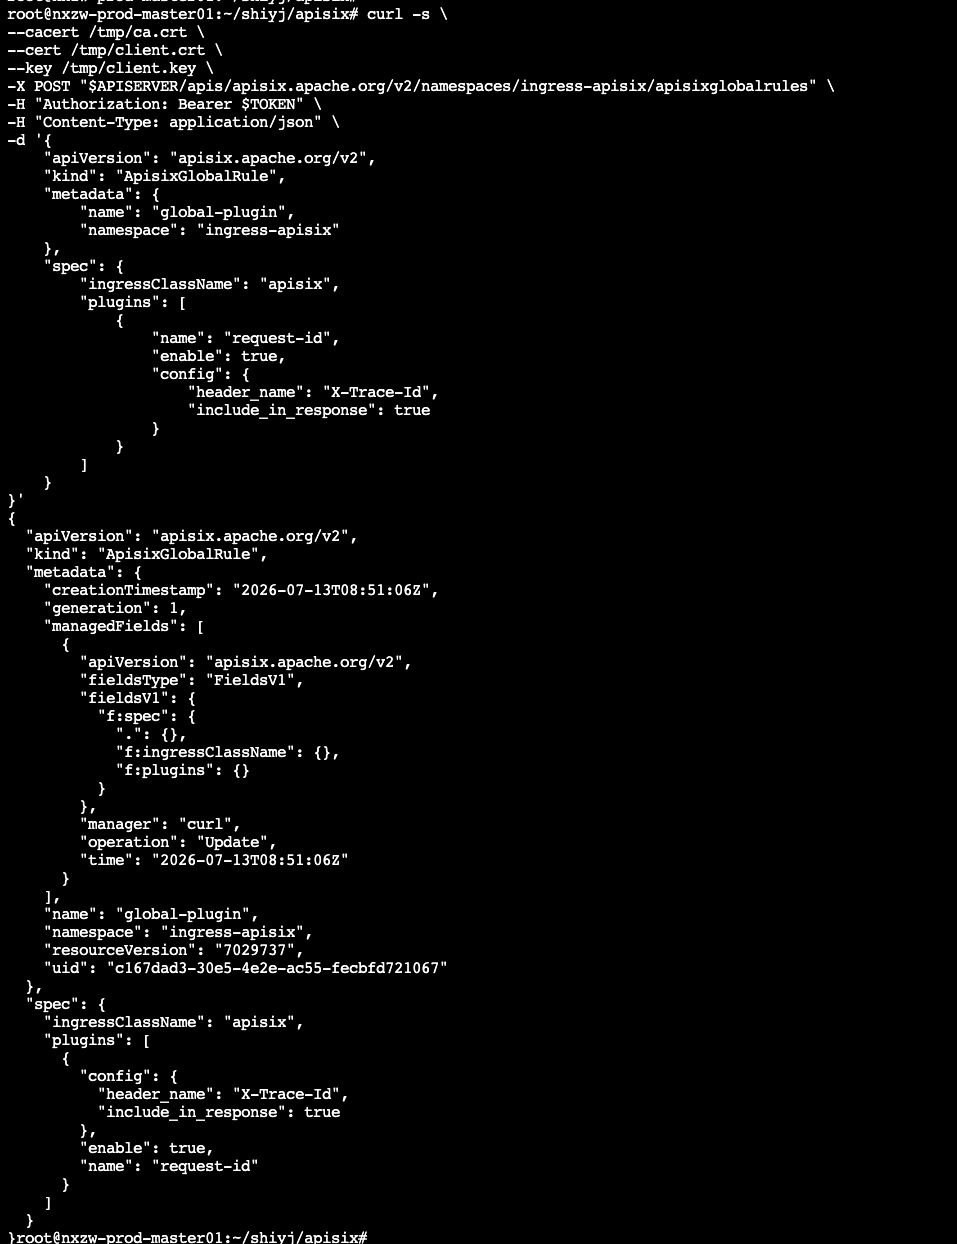 root@nxzw-prod-master01:~/shiyj/apisix# curl -s \
--cacert /tmp/ca.crt \
--cert /tmp/client.crt \
--key /tmp/client.key \
-X POST "$APISERVER/apis/apisix.apache.org/v2/namespaces/ingress-apisix/apisixglobalrules" \
-H "Authorization: Bearer $TOKEN" \
-H "Content-Type: application/json" \
-d '{
    "apiVersion": "apisix.apache.org/v2",
    "kind": "ApisixGlobalRule",
    "metadata": {
        "name": "global-plugin",
        "namespace": "ingress-apisix"
    },
    "spec": {
        "ingressClassName": "apisix",
        "plugins": [
            {
                "name": "request-id",
                "enable": true,
                "config": {
                    "header_name": "X-Trace-Id",
                    "include_in_response": true
                }
            }
        ]
    }
}'
{
  "apiVersion": "apisix.apache.org/v2",
  "kind": "ApisixGlobalRule",
  "metadata": {
    "creationTimestamp": "2026-07-13T08:51:06Z",
    "generation": 1,
    "managedFields": [
      {
        "apiVersion": "apisix.apache.org/v2",
        "fieldsType": "FieldsV1",
        "fieldsV1": {
          "f:spec": {
            ".": {},
            "f:ingressClassName": {},
            "f:plugins": {}
          }
        },
        "manager": "curl",
        "operation": "Update",
        "time": "2026-07-13T08:51:06Z"
      }
    ],
    "name": "global-plugin",
    "namespace": "ingress-apisix",
    "resourceVersion": "7029737",
    "uid": "c167dad3-30e5-4e2e-ac55-fecbfd721067"
  },
  "spec": {
    "ingressClassName": "apisix",
    "plugins": [
      {
        "config": {
          "header_name": "X-Trace-Id",
          "include_in_response": true
        },
        "enable": true,
        "name": "request-id"
      }
    ]
  }
}root@nxzw-prod-master01:~/shiyj/apisix#